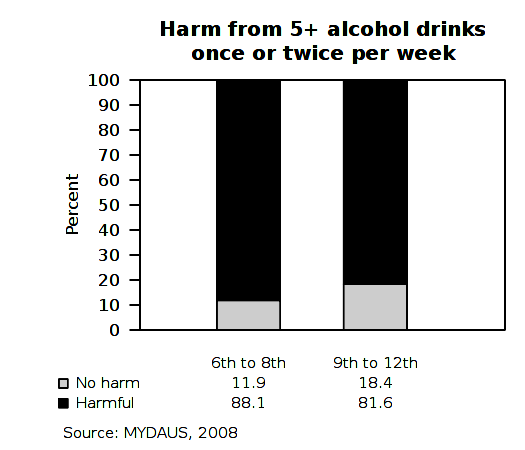 Harm from 5+ alcohol drinks
once or twice per week
Percent
100
90
80
70
60
50
40
30
20
10
0
6th to 8th 9th to 12th
No harm 11.9 18.4
Harmful 88.1 81.6
Source: MYDAUS, 2008